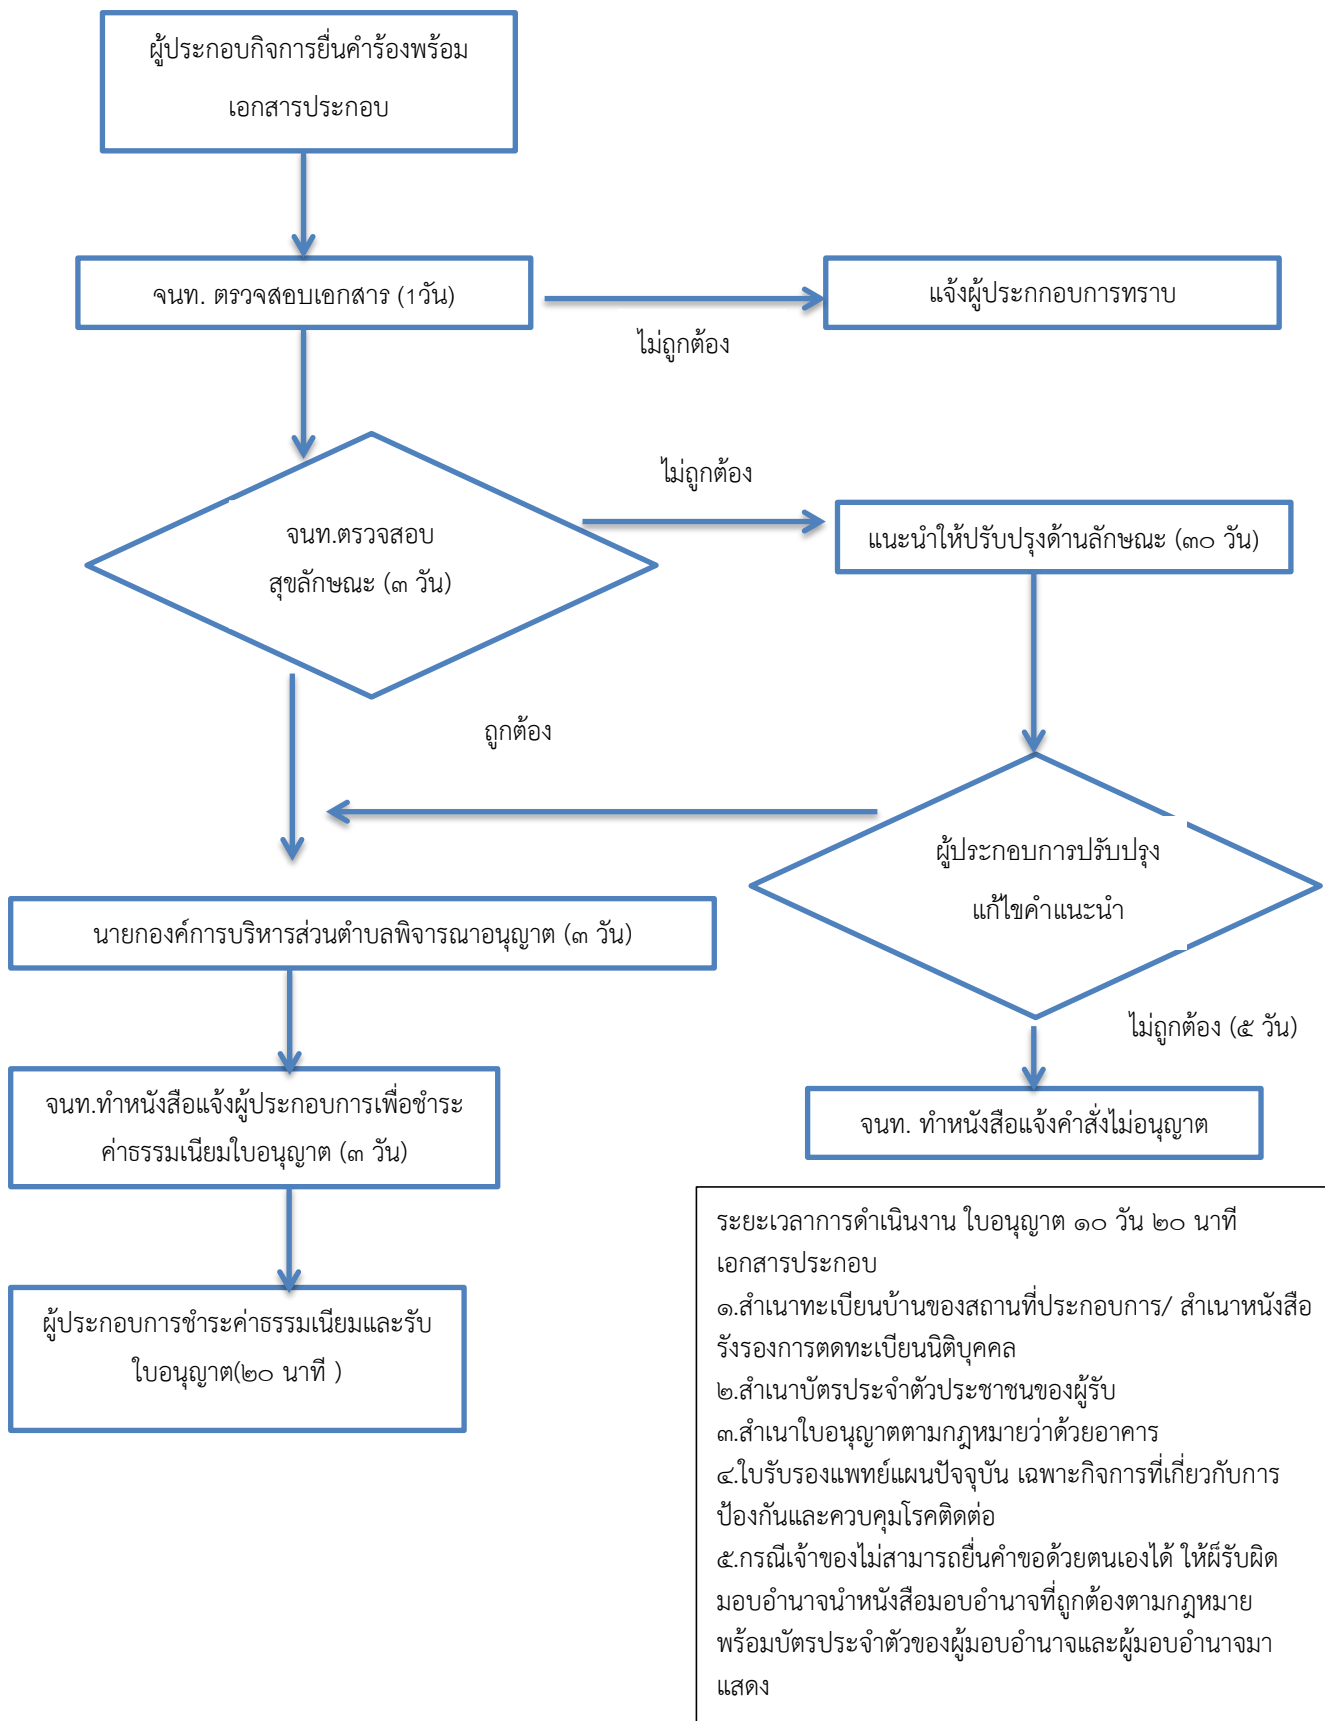 ผู้ประกอบกิจการยื่นคำร้องพร้อม
เอกสารประกอบ
จนท. ตรวจสอบเอกสาร (1วัน)
แจ้งผู้ประกกอบการทราบ
ไม่ถูกต้อง
ไม่ถูกต้อง
จนท.ตรวจสอบ
สุขลักษณะ (๓ วัน)
แนะนำให้ปรับปรุงด้านลักษณะ (๓๐ วัน)
ถูกต้อง
ผู้ประกอบการปรับปรุง
แก้ไขคำแนะนำ
นายกองค์การบริหารส่วนตำบลพิจารณาอนุญาต (๓ วัน)
ไม่ถูกต้อง (๕ วัน)
จนท.ทำหนังสือแจ้งผู้ประกอบการเพื่อชำระ
ค่าธรรมเนียมใบอนุญาต (๓ วัน)
จนท. ทำหนังสือแจ้งคำสั่งไม่อนุญาต
ผู้ประกอบการชำระค่าธรรมเนียมและรับ
ใบอนุญาต(๒๐ นาที )
ระยะเวลาการดำเนินงาน ใบอนุญาต ๑๐ วัน ๒๐ นาที
เอกสารประกอบ
๑.สำเนาทะเบียนบ้านของสถานที่ประกอบการ/ สำเนาหนังสือ
รังรองการตดทะเบียนนิติบุคคล
๒.สำเนาบัตรประจำตัวประชาชนของผู้รับ
๓.สำเนาใบอนุญาตตามกฎหมายว่าด้วยอาคาร
๔.ใบรับรองแพทย์แผนปัจจุบัน เฉพาะกิจการที่เกี่ยวกับการ
ป้องกันและควบคุมโรคติดต่อ
๕.กรณีเจ้าของไม่สามารถยื่นคำขอด้วยตนเองได้ ให้ผ็รับผิด
มอบอำนาจนำหนังสือมอบอำนาจที่ถูกต้องตามกฎหมาย
พร้อมบัตรประจำตัวของผู้มอบอำนาจและผู้มอบอำนาจมา
แสดง